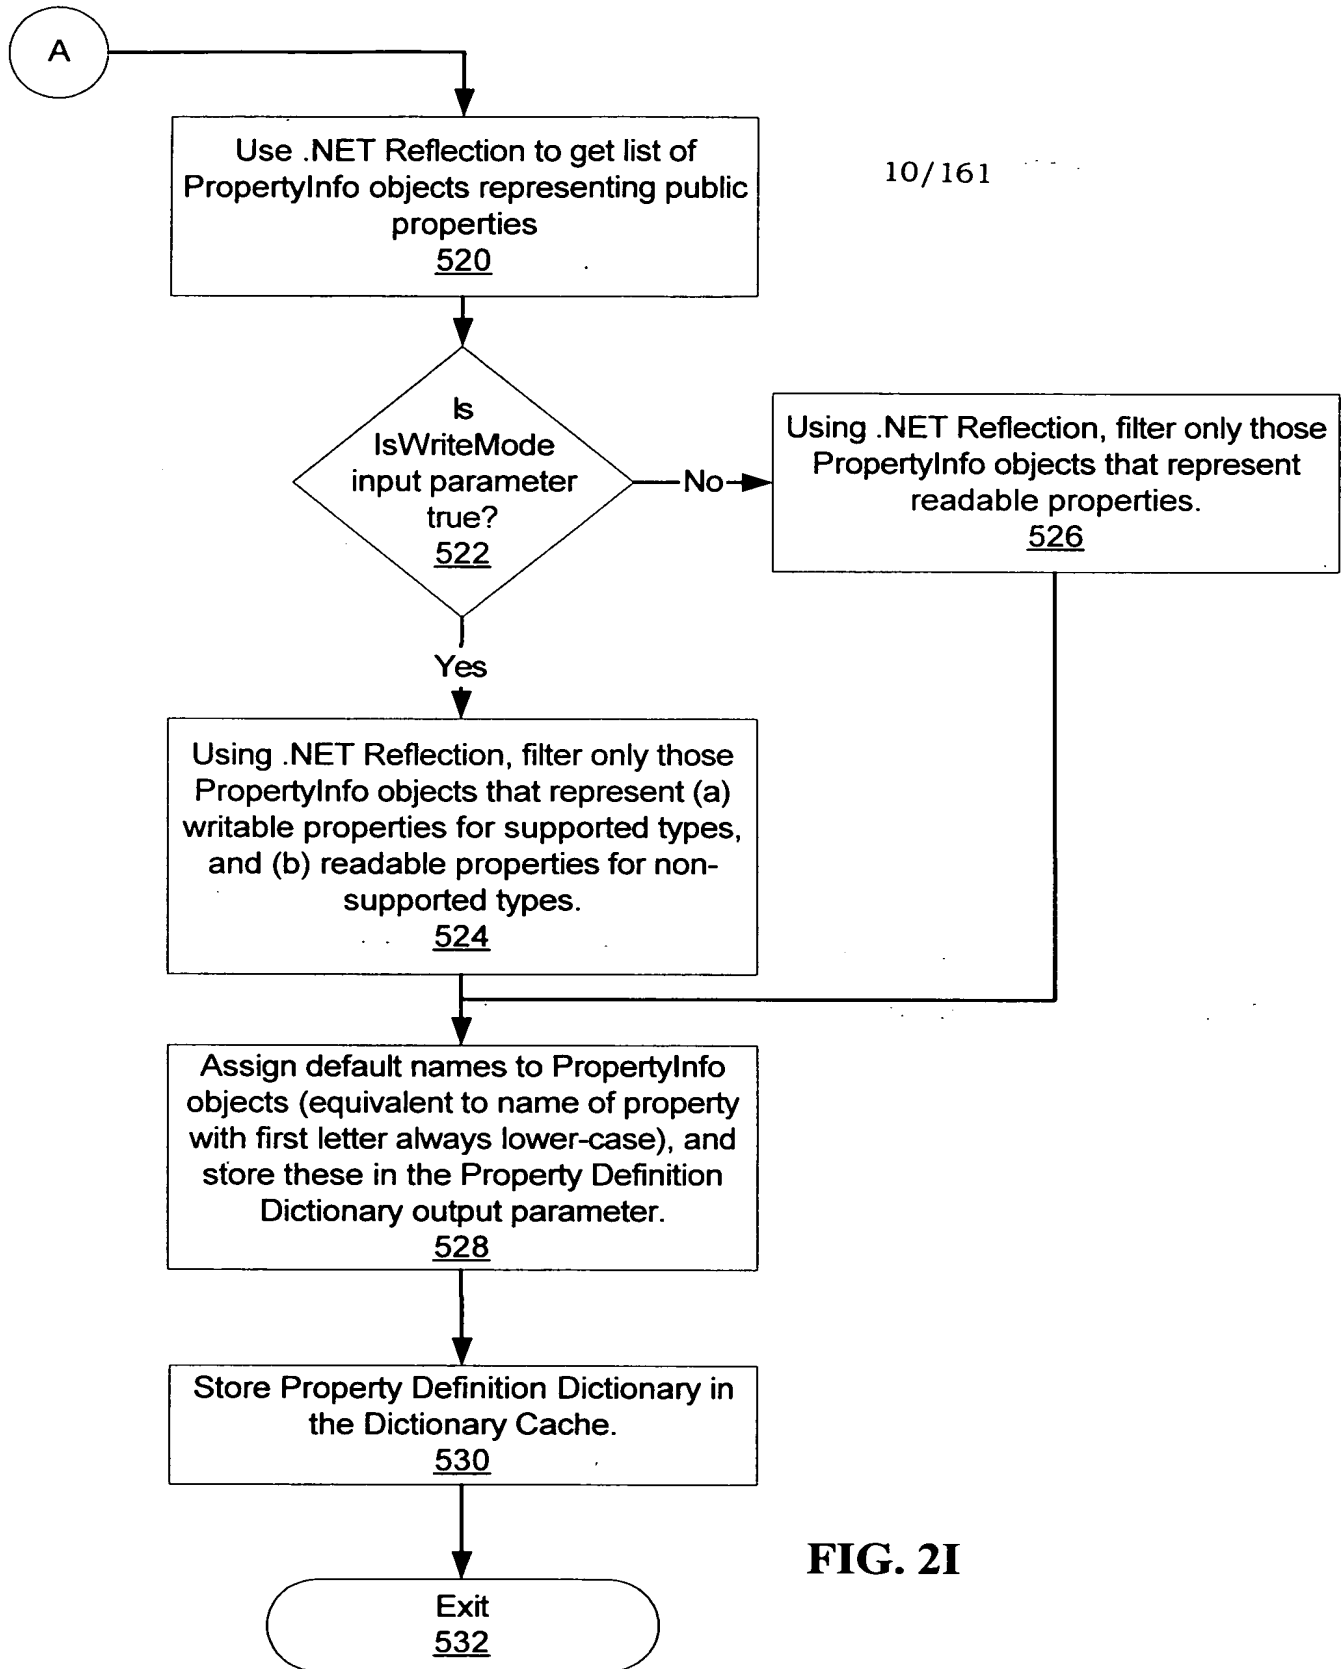 A
Use .NET Reflection to get list of
PropertyInfo objects representing public
properties
520
10/161
Is
IsWriteMode
input parameter
true?
522
No
Using .NET Reflection, filter only those
PropertyInfo objects that represent
readable properties.
526
Yes
Using .NET Reflection, filter only those
PropertyInfo objects that represent (a)
writable properties for supported types,
and (b) readable properties for non-
supported types.
524
Assign default names to PropertyInfo
objects (equivalent to name of property
with first letter always lower-case), and
store these in the Property Definition
Dictionary output parameter.
528
Store Property Definition Dictionary in
the Dictionary Cache.
530
Exit
532
FIG. 2I